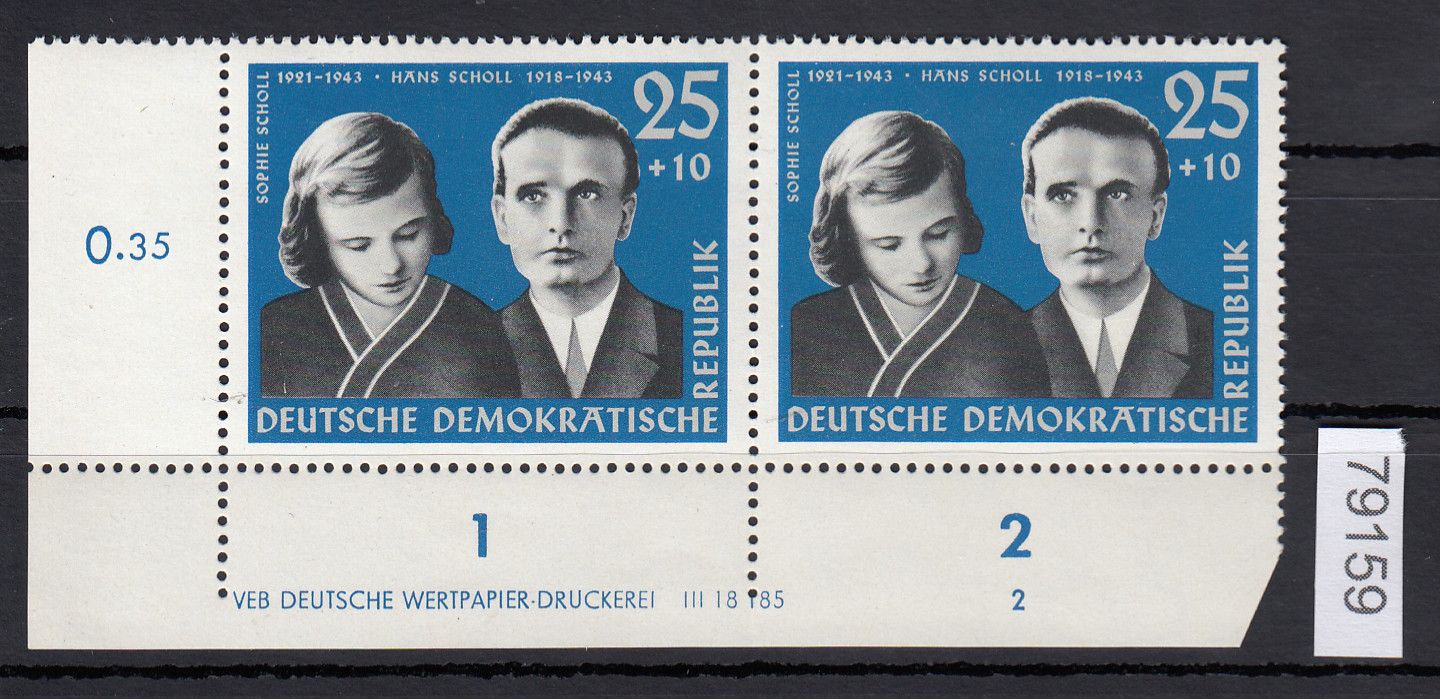 SOPHIE SCHOLL 1921-1943 · HANS SCHOLL 1918-1943
25
+10
DEUTSCHE DEMOKRATISCHE REPUBLIK
SOPHIE SCHOLL 1921-1943 · HANS SCHOLL 1918-1943
25
+10
DEUTSCHE DEMOKRATISCHE REPUBLIK
0.35
1
2
VEB DEUTSCHE WERTPAPIER·DRUCKEREI III 18 185
2
79159